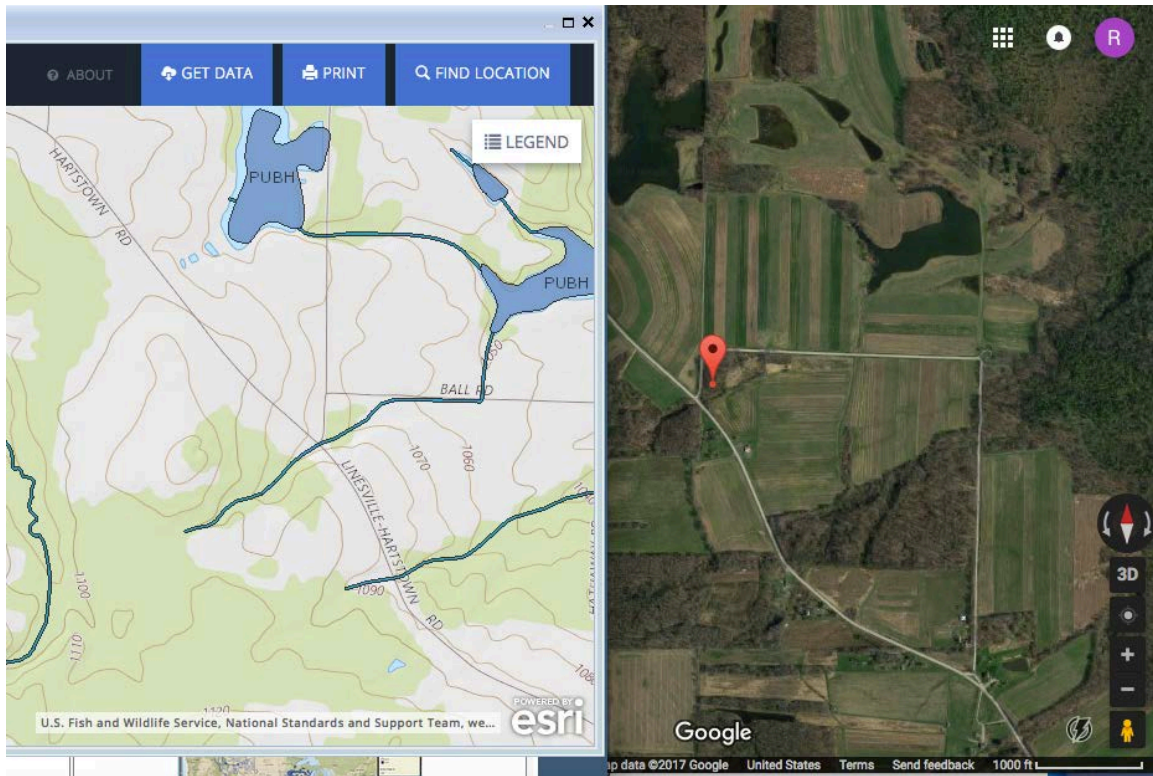 ABOUT
GET DATA
PRINT
FIND LOCATION
R
LEGEND
HARTSTOWN
RD
PUBH
PUBH
1050
BALL RD
1070
1060
LINESVILLE-HARTSTOWN
RD
1090
1100
1110
1120
U.S. Fish and Wildlife Service, National Standards and Support Team, we...
POWERED BY
esri
3D
Google
p data ©2017 Google United States Terms Send feedback 1000 ft